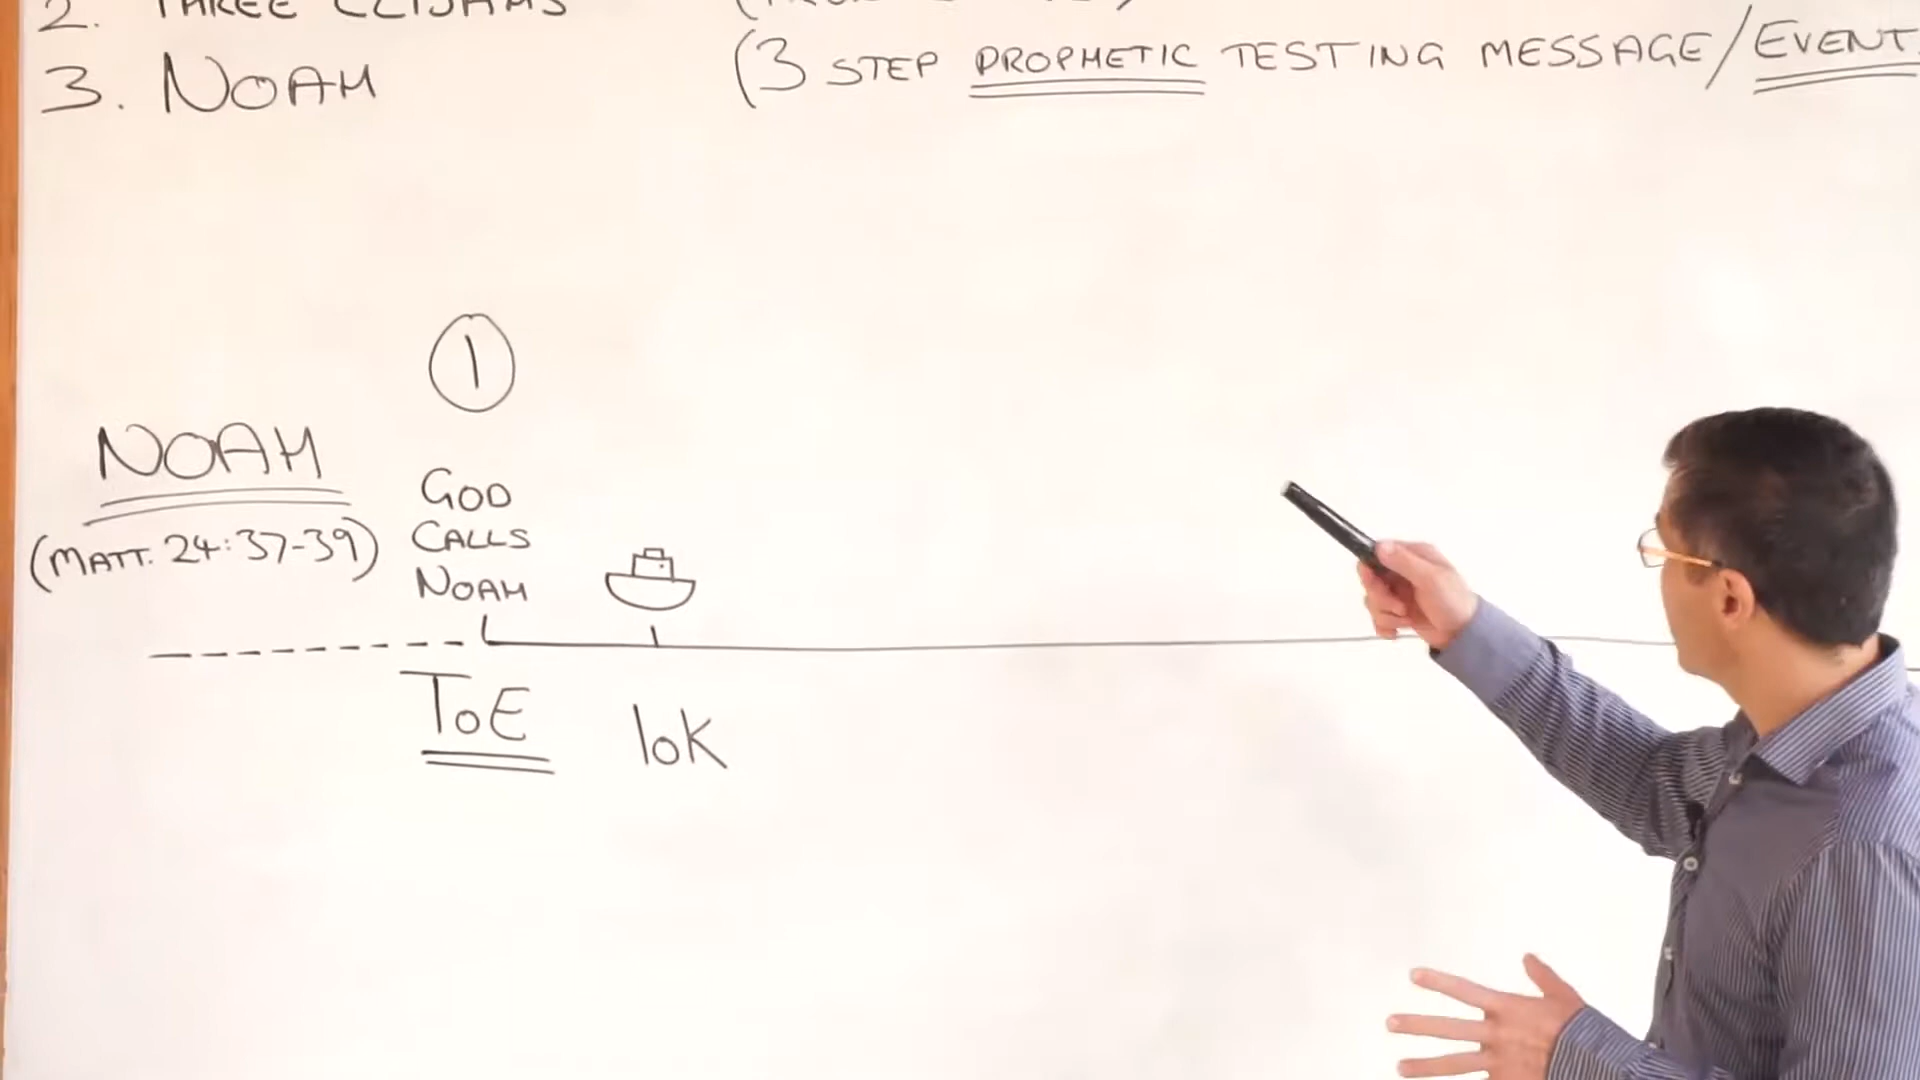 2. THREE ELIJAHS
3. NOAH
(3 STEP PROPHETIC TESTING MESSAGE/EVENT
1
NOAH
(MATT. 24:37-39)
GOD
CALLS
NOAH
TOE
10K